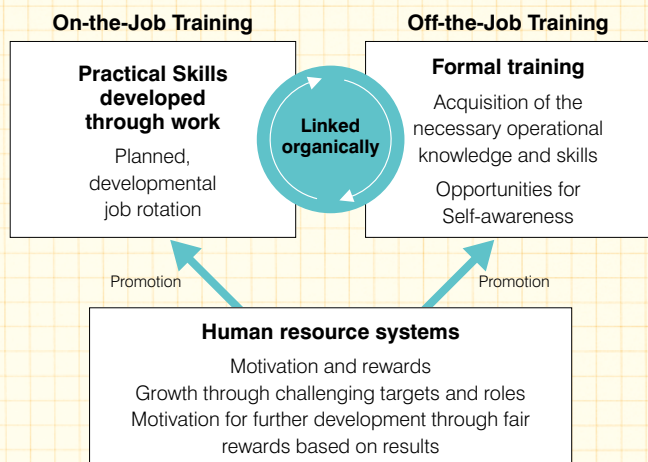 On-the-Job Training
Practical Skills
developed
through work
Planned,
developmental
job rotation
Linked
organically
Off-the-Job Training
Formal training
Acquisition of the
necessary operational
knowledge and skills
Opportunities for
Self-awareness
Promotion
Promotion
Human resource systems
Motivation and rewards
Growth through challenging targets and roles
Motivation for further development through fair
rewards based on results